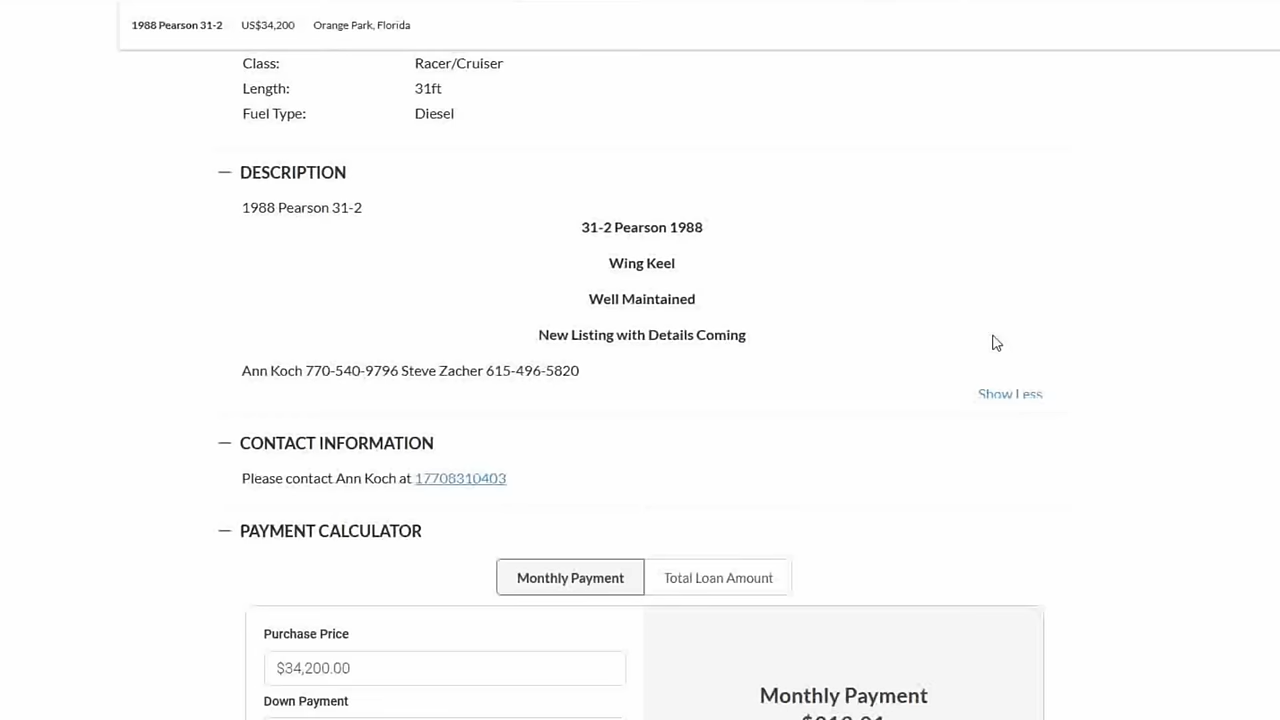 1988 Pearson 31-2 US$34,200 Orange Park, Florida
Class: Racer/Cruiser
Length: 31ft
Fuel Type: Diesel
— DESCRIPTION
1988 Pearson 31-2
31-2 Pearson 1988
Wing Keel
Well Maintained
New Listing with Details Coming
Ann Koch 770-540-9796 Steve Zacher 615-496-5820
Show Less
— CONTACT INFORMATION
Please contact Ann Koch at 17708310403
— PAYMENT CALCULATOR
Monthly Payment Total Loan Amount
Purchase Price
$34,200.00
Down Payment
Monthly Payment